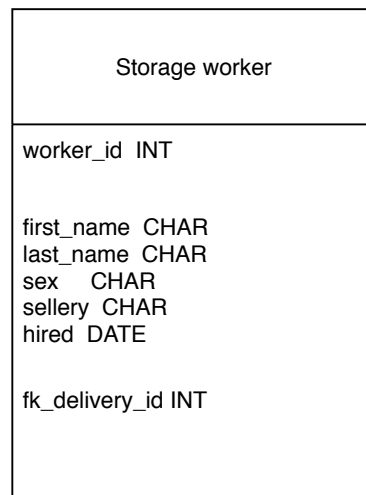 Storage worker
worker_id INT
first_name CHAR
last_name CHAR
sex CHAR
sellery CHAR
hired DATE
fk_delivery_id INT